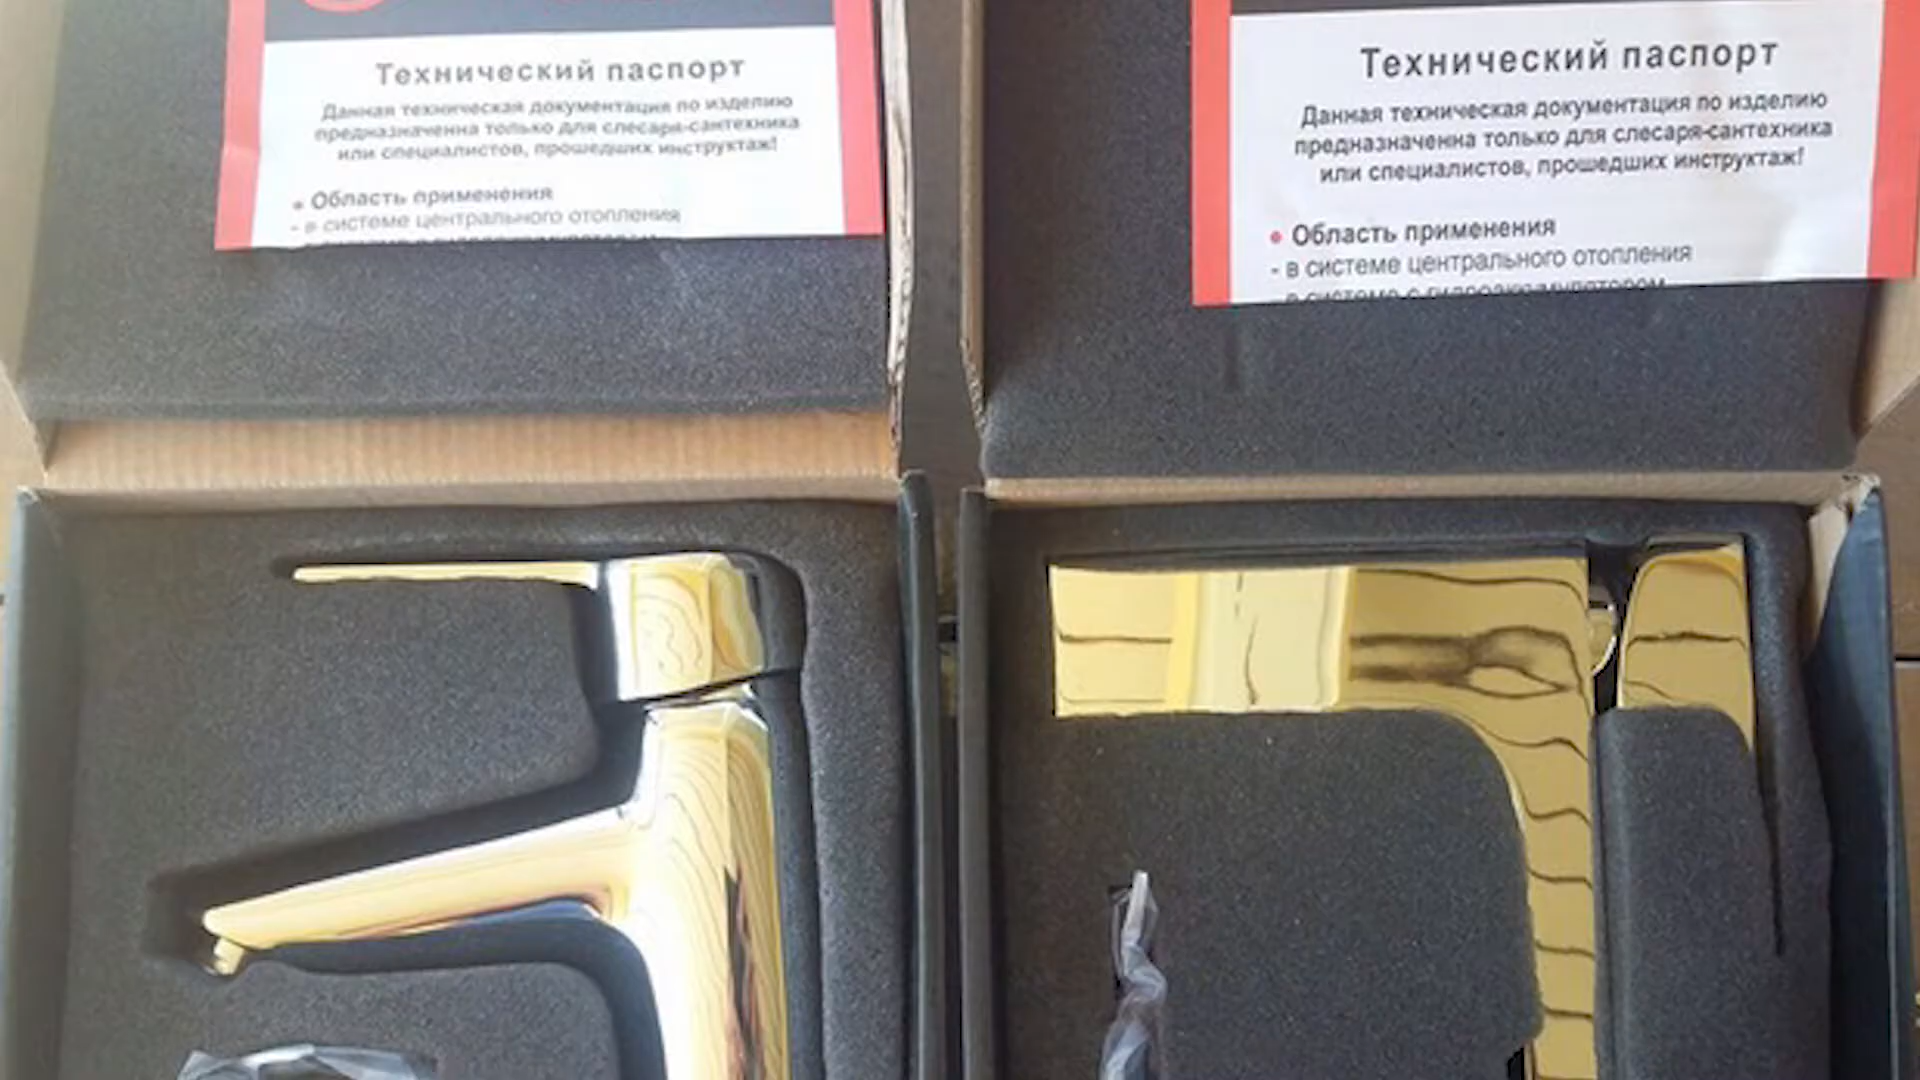 Технический паспорт
Данная техническая документация по изделию
предназначенна только для слесаря-сантехника
или специалистов, прошедших инструктаж!
• Область применения
- в системе центрального отопления
Технический паспорт
Данная техническая документация по изделию
предназначенна только для слесаря-сантехника
или специалистов, прошедших инструктаж!
• Область применения
- в системе центрального отопления
в системе с гидроаккумулятором